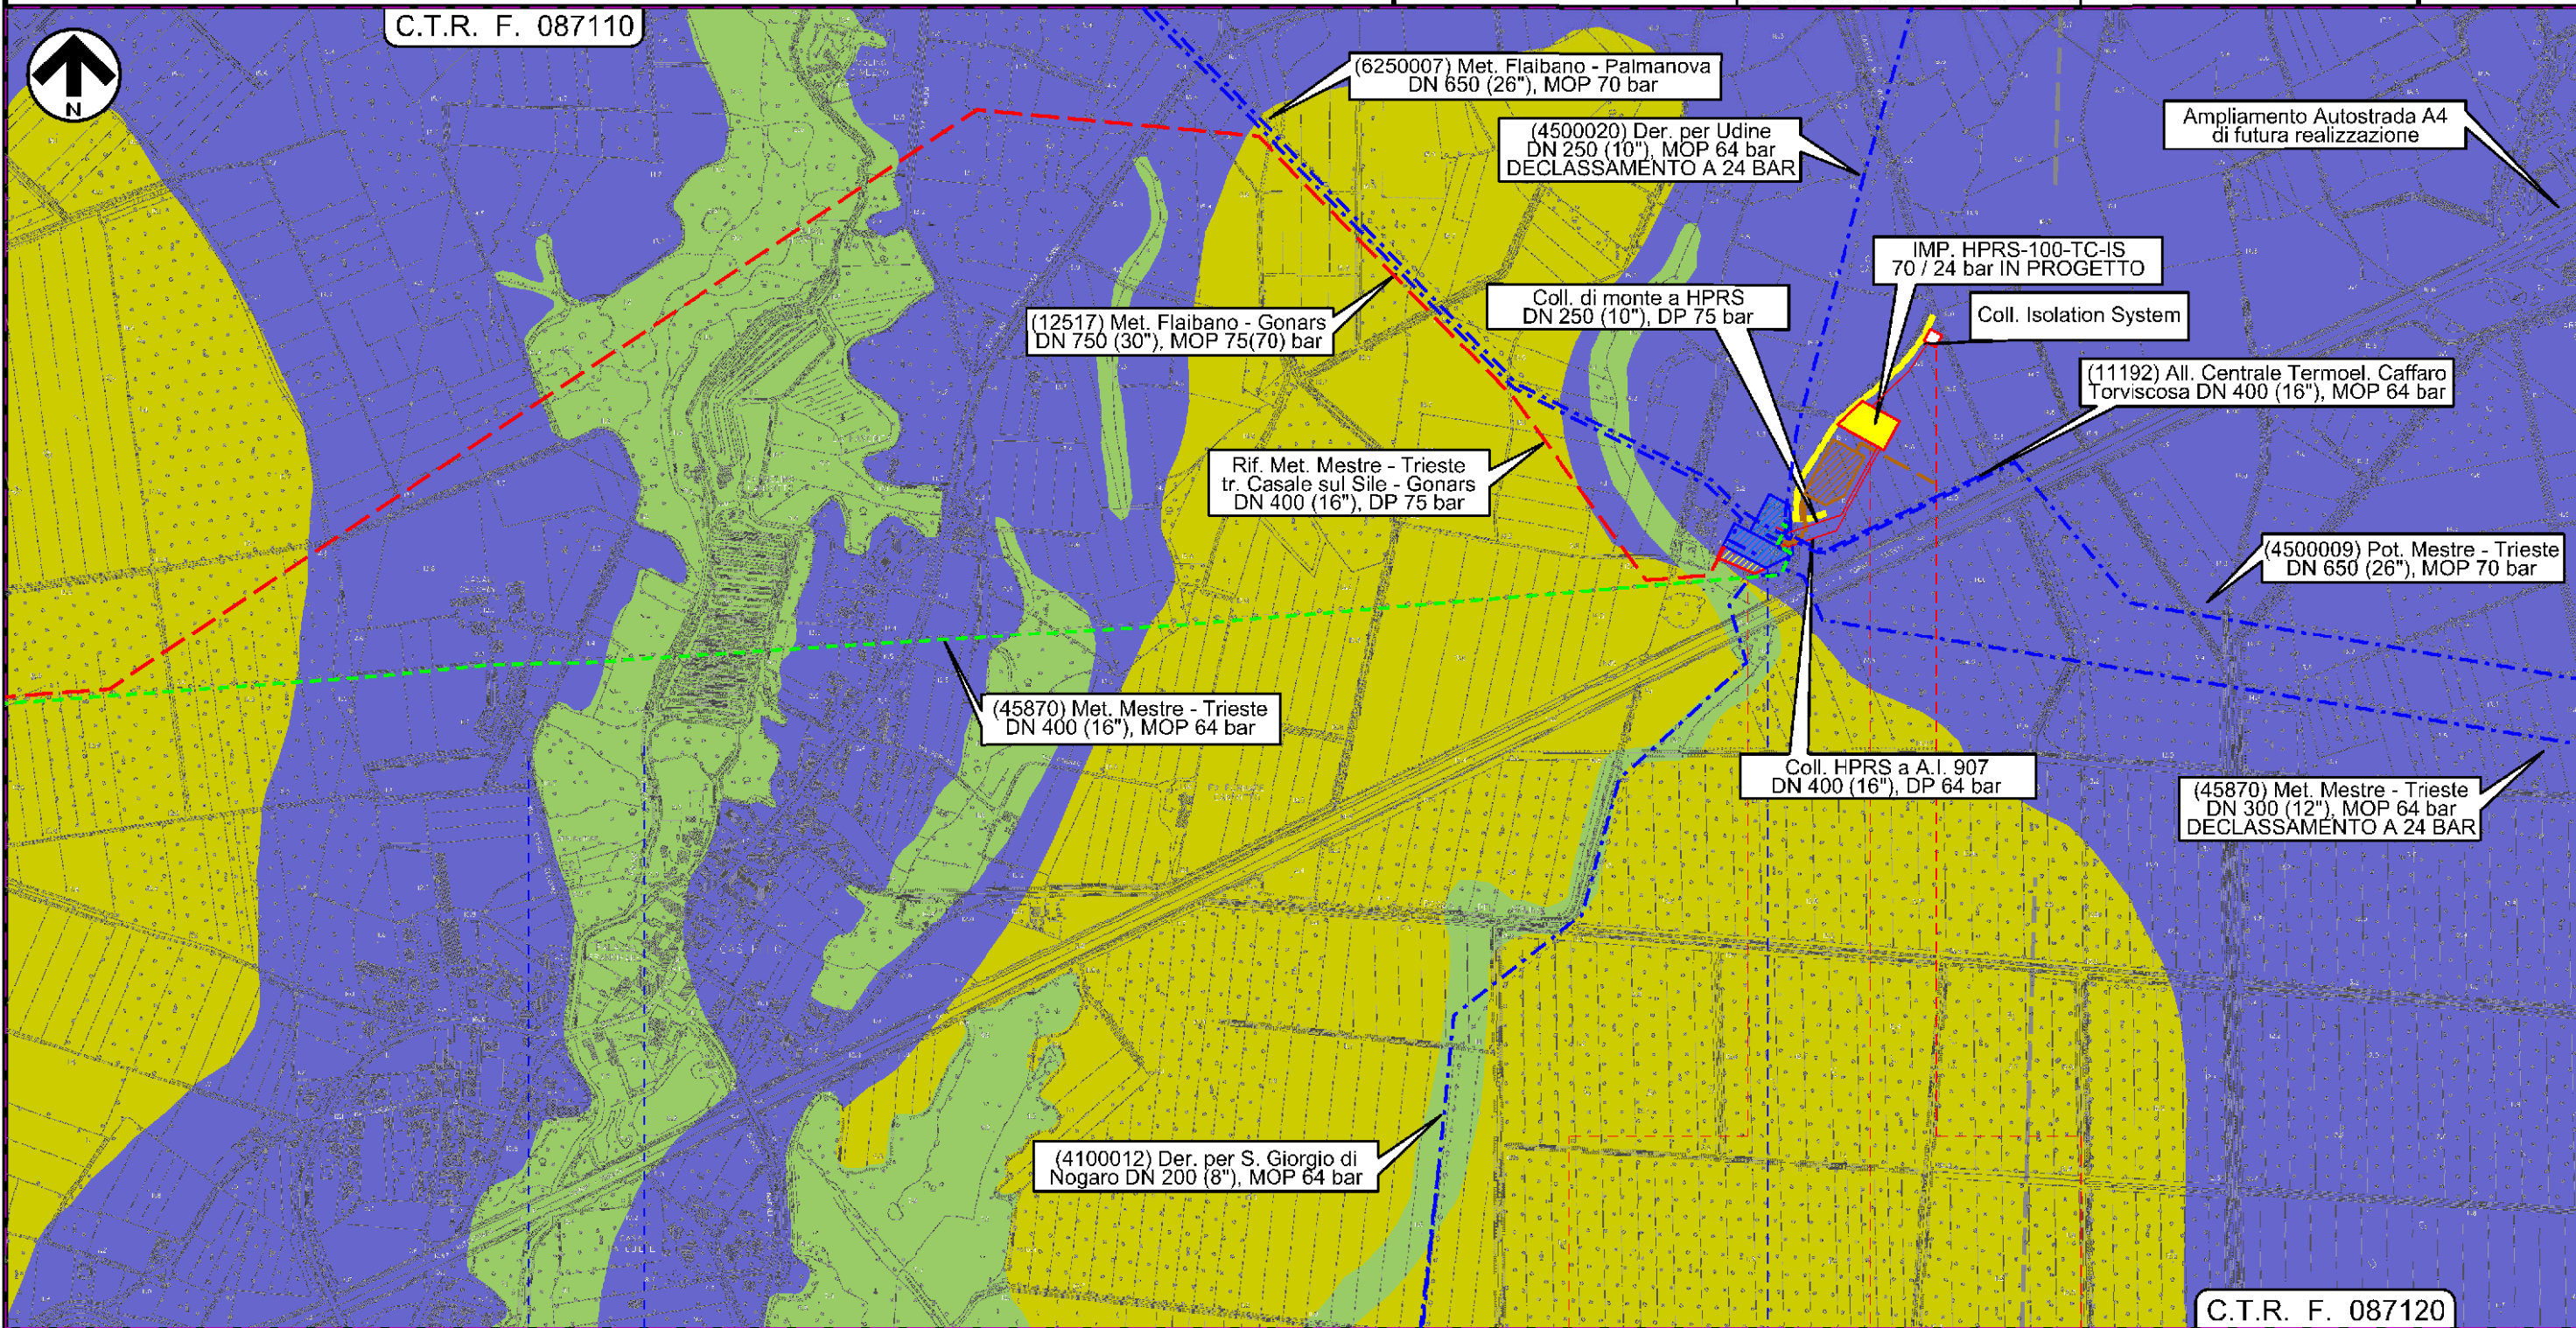 C.T.R. F. 087110
N
(6250007) Met. Flaibano - Palmanova
DN 650 (26"), MOP 70 bar
(4500020) Der. per Udine
DN 250 (10"), MOP 64 bar
DECLASSAMENTO A 24 BAR
Ampliamento Autostrada A4
di futura realizzazione
IMP. HPRS-100-TC-IS
70 / 24 bar IN PROGETTO
Coll. di monte a HPRS
DN 250 (10"), DP 75 bar
Coll. Isolation System
(12517) Met. Flaibano - Gonars
DN 750 (30"), MOP 75(70) bar
(11192) All. Centrale Termoel. Caffaro
Torviscosa DN 400 (16"), MOP 64 bar
Rif. Met. Mestre - Trieste
tr. Casale sul Sile - Gonars
DN 400 (16"), DP 75 bar
(4500009) Pot. Mestre - Trieste
DN 650 (26"), MOP 70 bar
(45870) Met. Mestre - Trieste
DN 400 (16"), MOP 64 bar
Coll. HPRS a A.I. 907
DN 400 (16"), DP 64 bar
(45870) Met. Mestre - Trieste
DN 300 (12"), MOP 64 bar
DECLASSAMENTO A 24 BAR
(4100012) Der. per S. Giorgio di
Nogaro DN 200 (8"), MOP 64 bar
C.T.R. F. 087120